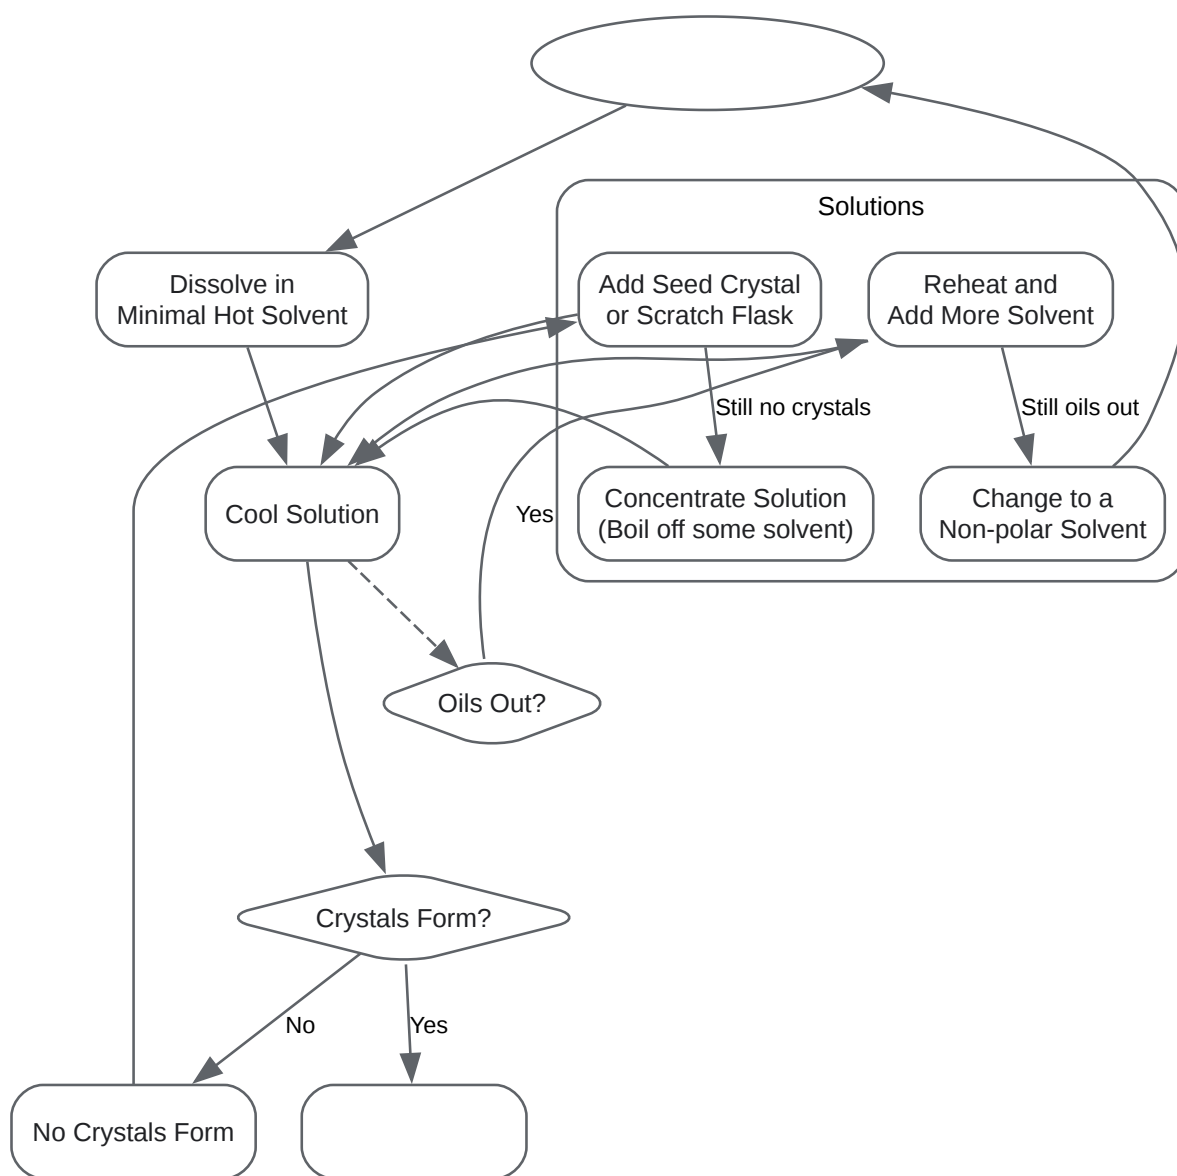 Solutions
Dissolve in
Minimal Hot Solvent
Add Seed Crystal
or Scratch Flask
Reheat and
Add More Solvent
Still no crystals
Still oils out
Cool Solution
Yes
Concentrate Solution
(Boil off some solvent)
Change to a
Non-polar Solvent
Oils Out?
Crystals Form?
No
Yes
No Crystals Form